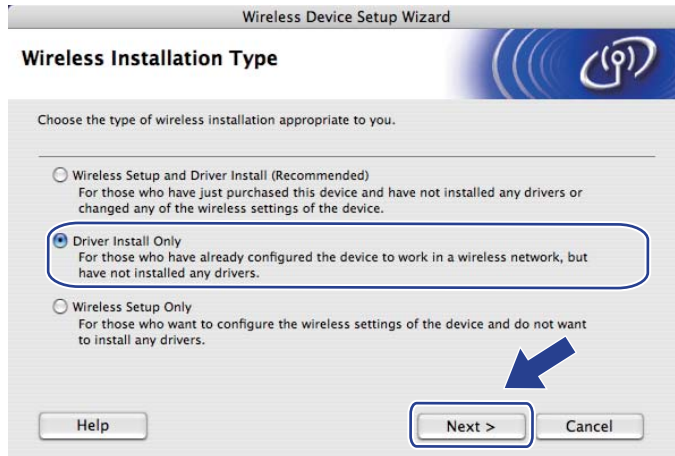 Wireless Device Setup Wizard
Wireless Installation Type
Choose the type of wireless installation appropriate to you.
Wireless Setup and Driver Install (Recommended)
For those who have just purchased this device and have not installed any drivers or
changed any of the wireless settings of the device.
Driver Install Only
For those who have already configured the device to work in a wireless network, but
have not installed any drivers.
Wireless Setup Only
For those who want to configure the wireless settings of the device and do not want
to install any drivers.
Help
Next >
Cancel